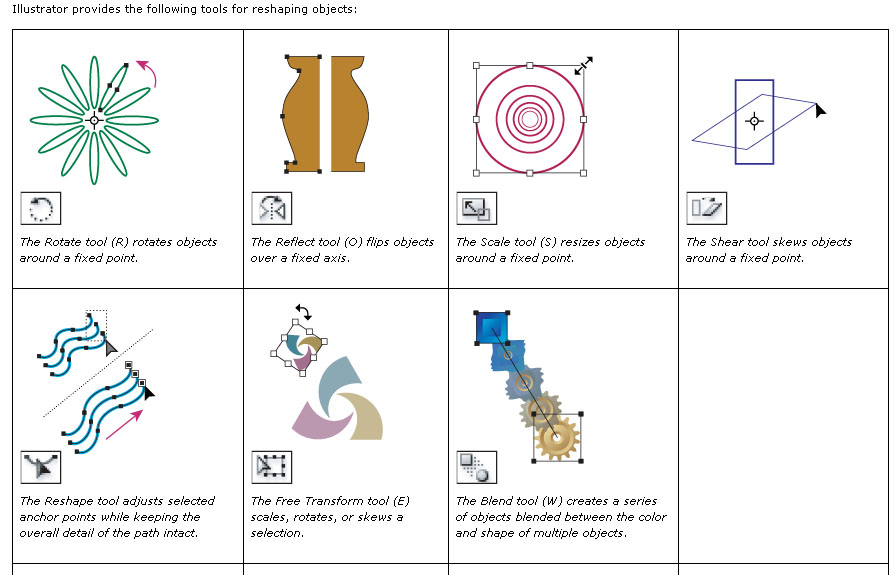 Illustrator provides the following tools for reshaping objects:
The Rotate tool (R) rotates objects
around a fixed point.
The Reflect tool (O) flips objects
over a fixed axis.
The Scale tool (S) resizes objects
around a fixed point.
The Shear tool skews objects
around a fixed point.
The Reshape tool adjusts selected
anchor points while keeping the
overall detail of the path intact.
The Free Transform tool (E)
scales, rotates, or skews a
selection.
The Blend tool (W) creates a series
of objects blended between the color
and shape of multiple objects.